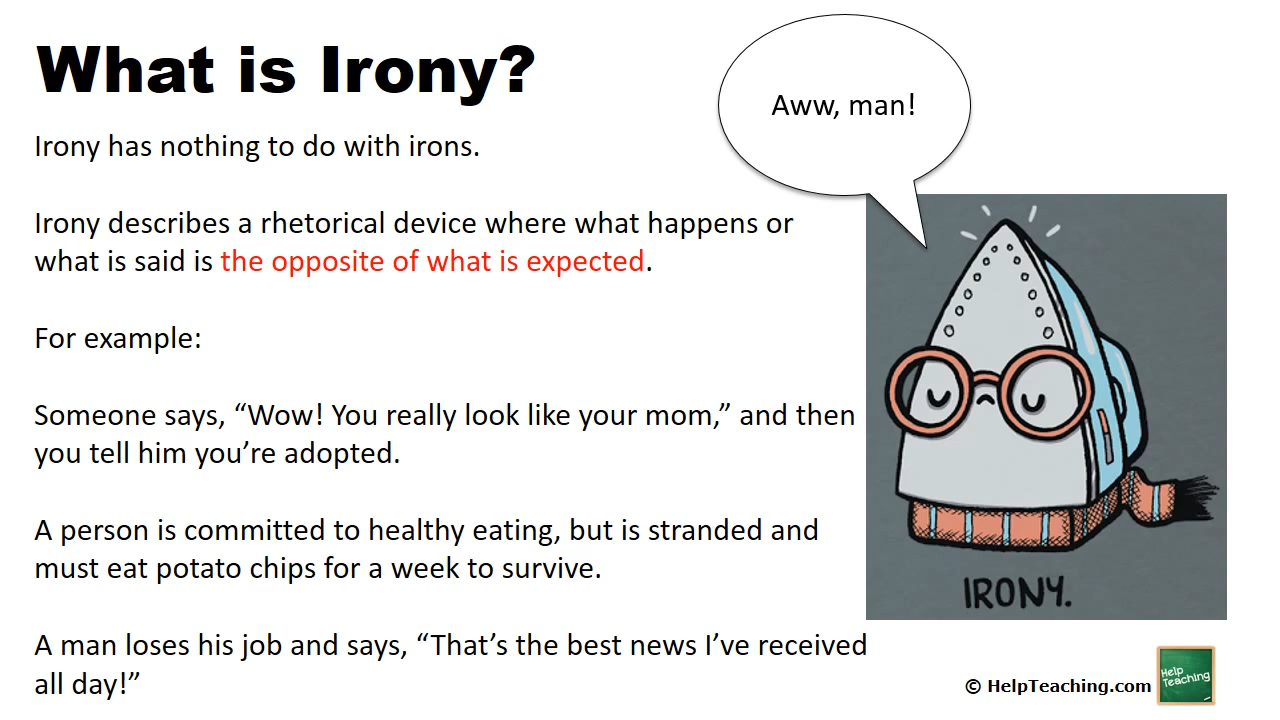 What is Irony?
Aww, man!
Irony has nothing to do with irons.
Irony describes a rhetorical device where what happens or
what is said is the opposite of what is expected.
For example:
Someone says, “Wow! You really look like your mom,” and then
you tell him you’re adopted.
A person is committed to healthy eating, but is stranded and
must eat potato chips for a week to survive.
A man loses his job and says, “That’s the best news I’ve received
all day!”
IRONY.
© HelpTeaching.com
Help
Teaching